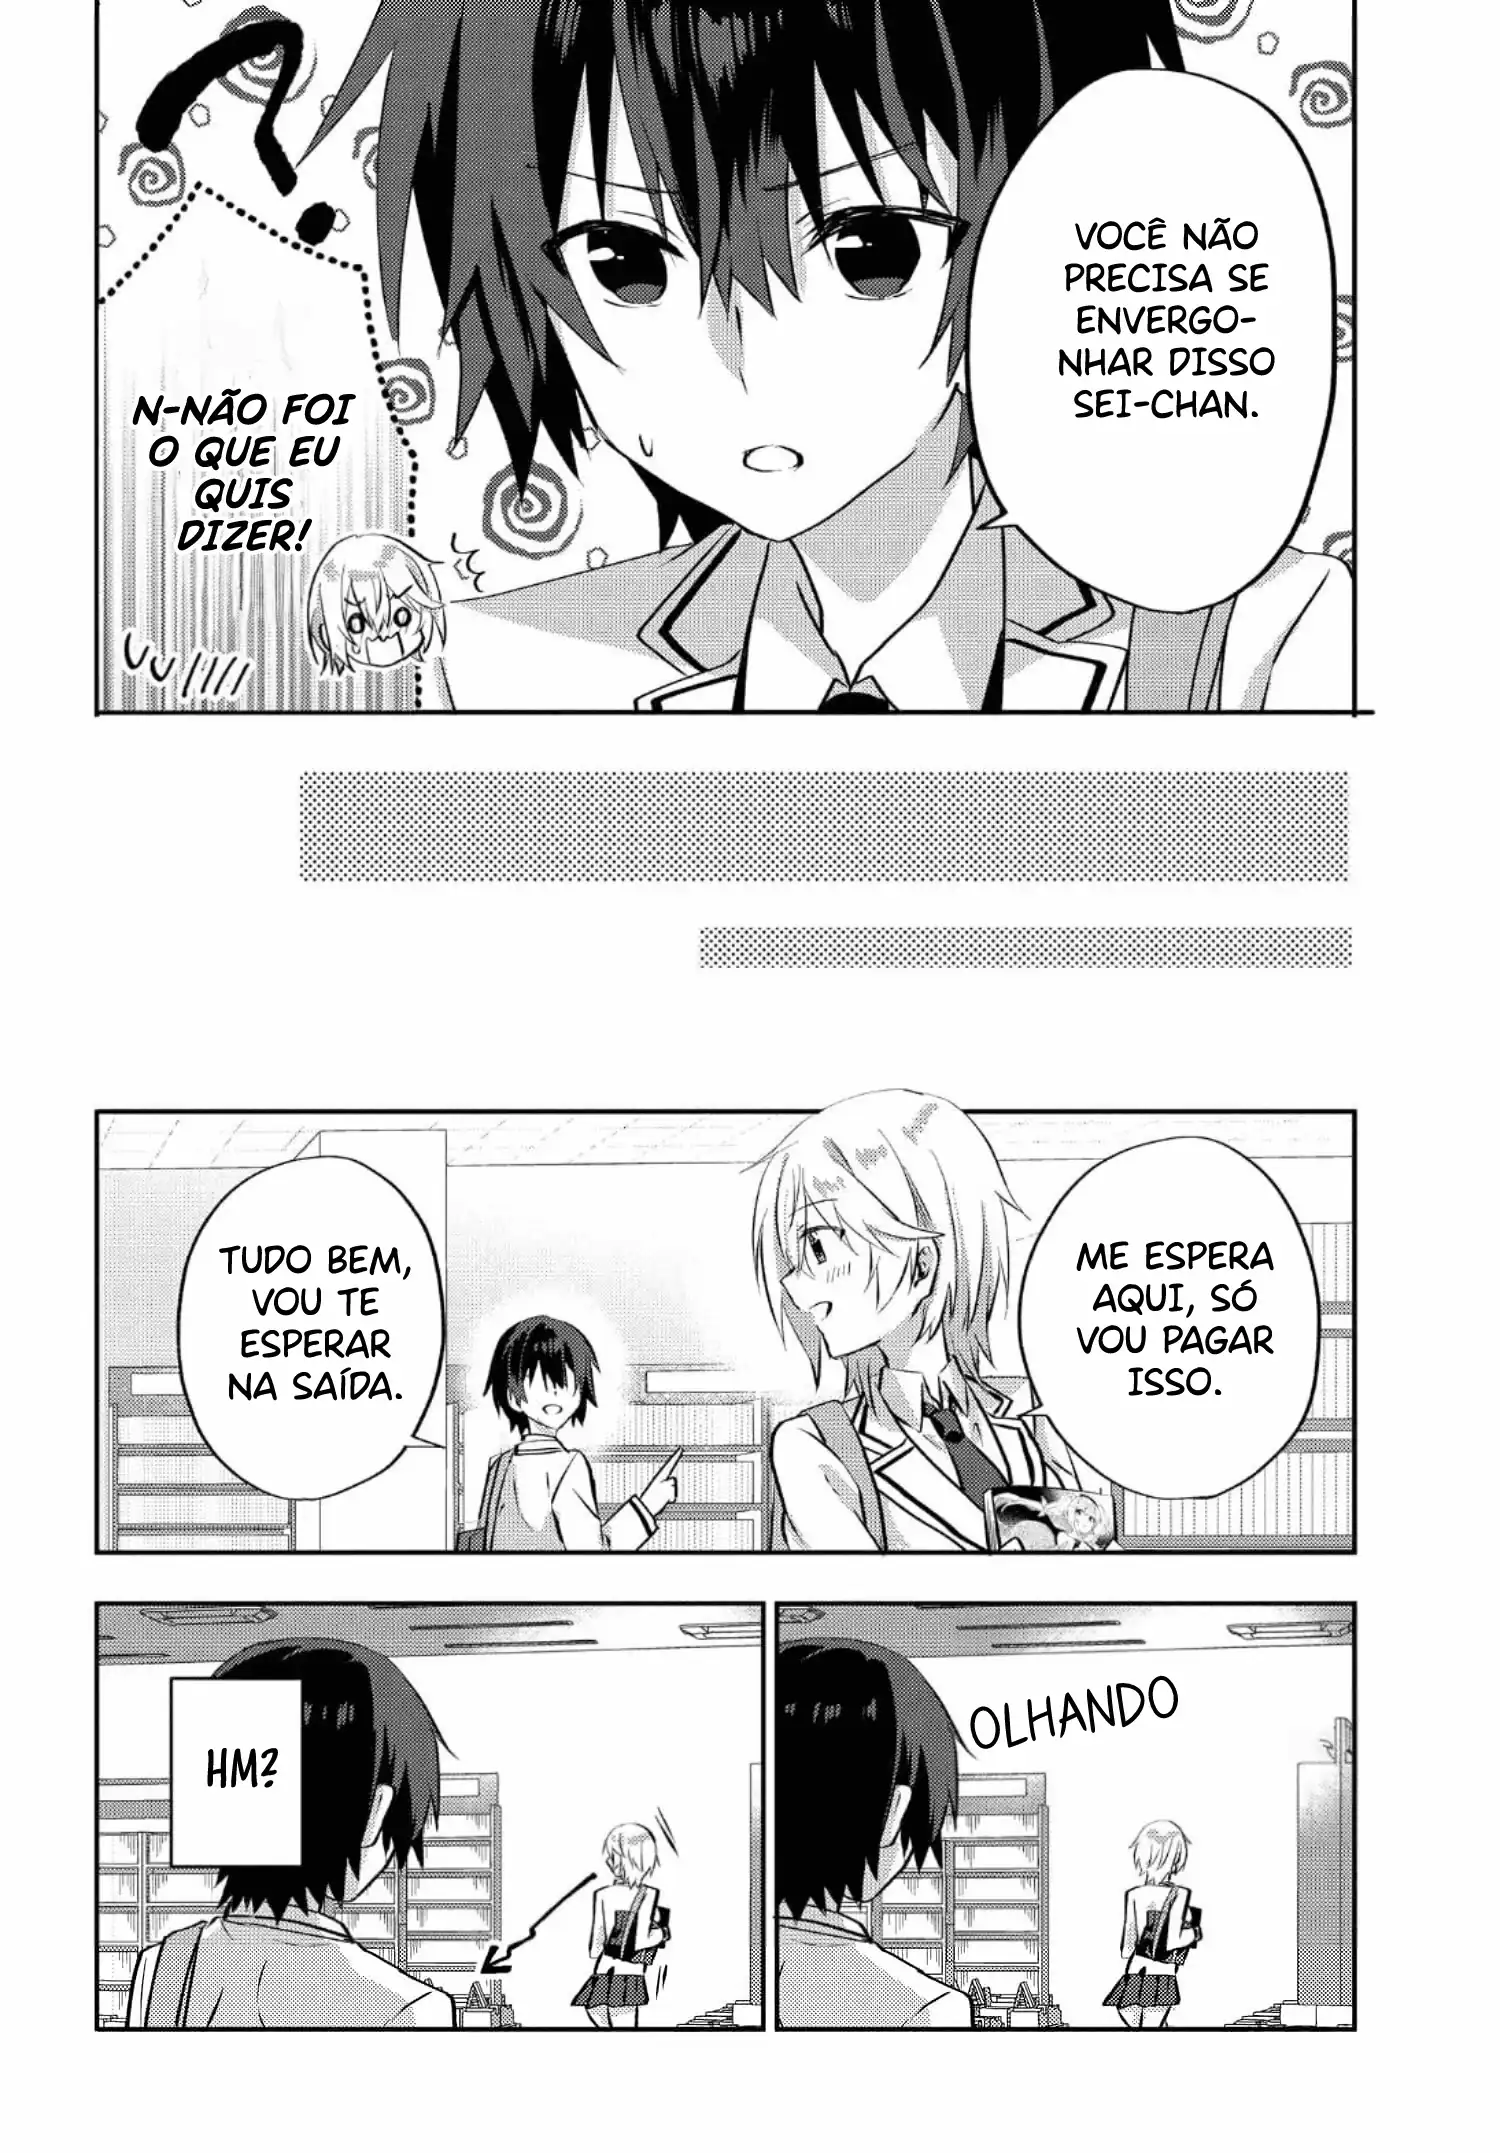 VOCÊ NÃO
PRECISA SE
ENVERGO-
NHAR DISSO
SEI-CHAN.
?
N-NÃO FOI
O QUE EU
QUIS
DIZER!
ME ESPERA
AQUI, SÓ
VOU PAGAR
ISSO.
TUDO BEM,
VOU TE
ESPERAR
NA SAÍDA.
OLHANDO
HM?